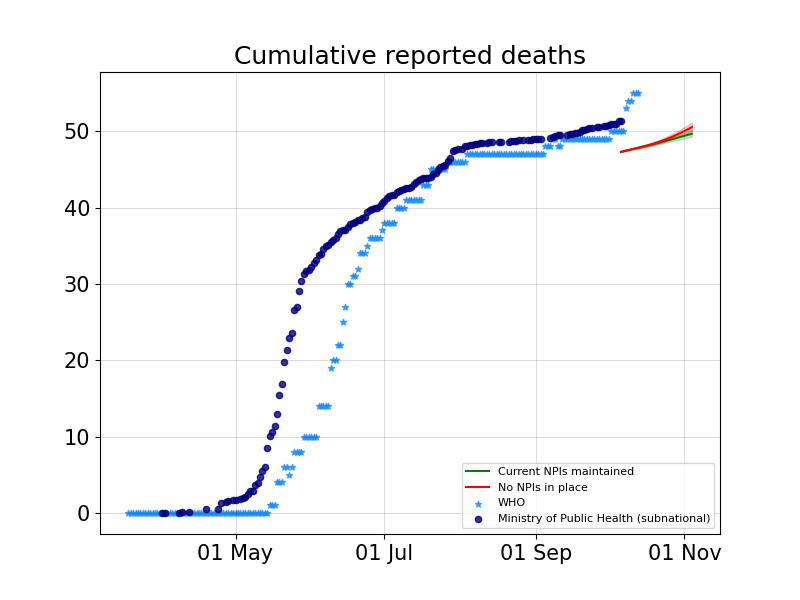 Cumulative reported deaths
50
40
30
20
10
0
01 May
01 Jul
01 Sep
01 Nov
Current NPIs maintained
No NPIs in place
WHO
Ministry of Public Health (subnational)